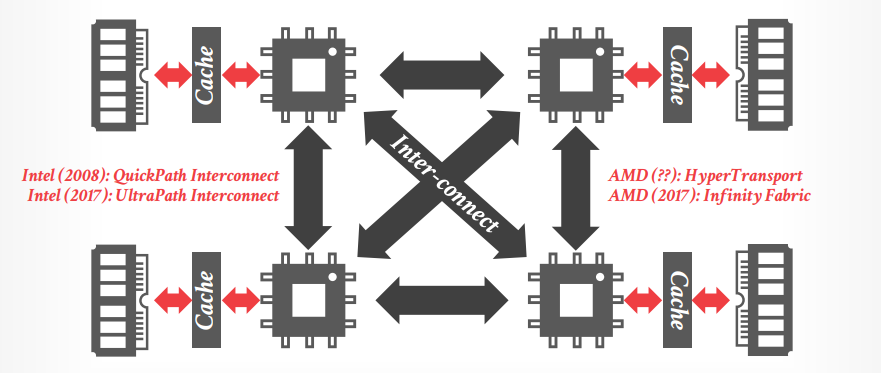 Cache
Cache
Inter-connect
Intel (2008): QuickPath Interconnect
Intel (2017): UltraPath Interconnect
AMD (??): HyperTransport
AMD (2017): Infinity Fabric
Cache
Cache